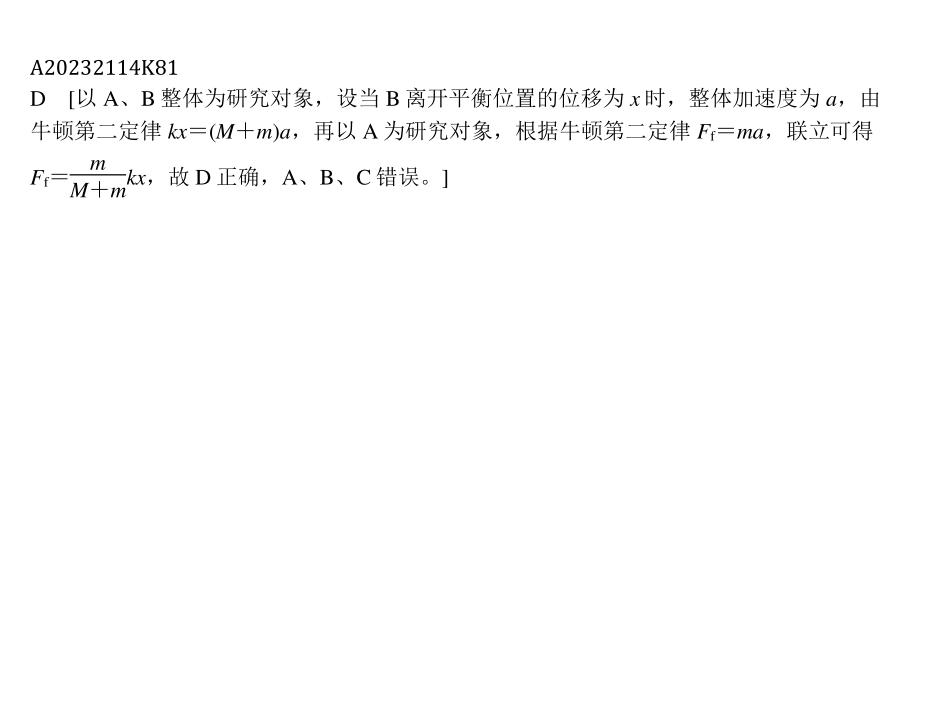 A20232114K81
D [以 A、B 整体为研究对象，设当 B 离开平衡位置的位移为 x 时，整体加速度为 a，由
牛顿第二定律 kx＝(M＋m)a，再以 A 为研究对象，根据牛顿第二定律 Ff＝ma，联立可得
Ff＝m/(M＋m)kx，故 D 正确，A、B、C 错误。]